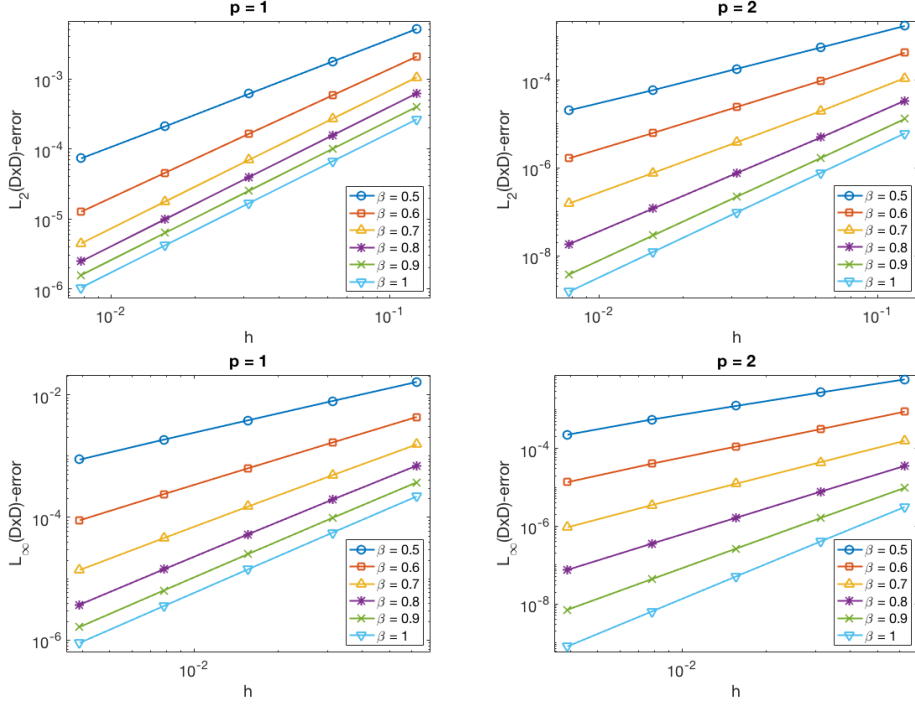 p = 1
L₂(DxD)-error
10⁻³
10⁻⁴
10⁻⁵
10⁻⁶
β = 0.5
β = 0.6
β = 0.7
β = 0.8
β = 0.9
β = 1
10⁻²
10⁻¹
h
p = 2
L₂(DxD)-error
10⁻⁴
10⁻⁶
10⁻⁸
β = 0.5
β = 0.6
β = 0.7
β = 0.8
β = 0.9
β = 1
10⁻²
10⁻¹
h
p = 1
L∞(DxD)-error
10⁻²
10⁻⁴
10⁻⁶
β = 0.5
β = 0.6
β = 0.7
β = 0.8
β = 0.9
β = 1
10⁻²
h
p = 2
L∞(DxD)-error
10⁻⁴
10⁻⁶
10⁻⁸
β = 0.5
β = 0.6
β = 0.7
β = 0.8
β = 0.9
β = 1
10⁻²
h